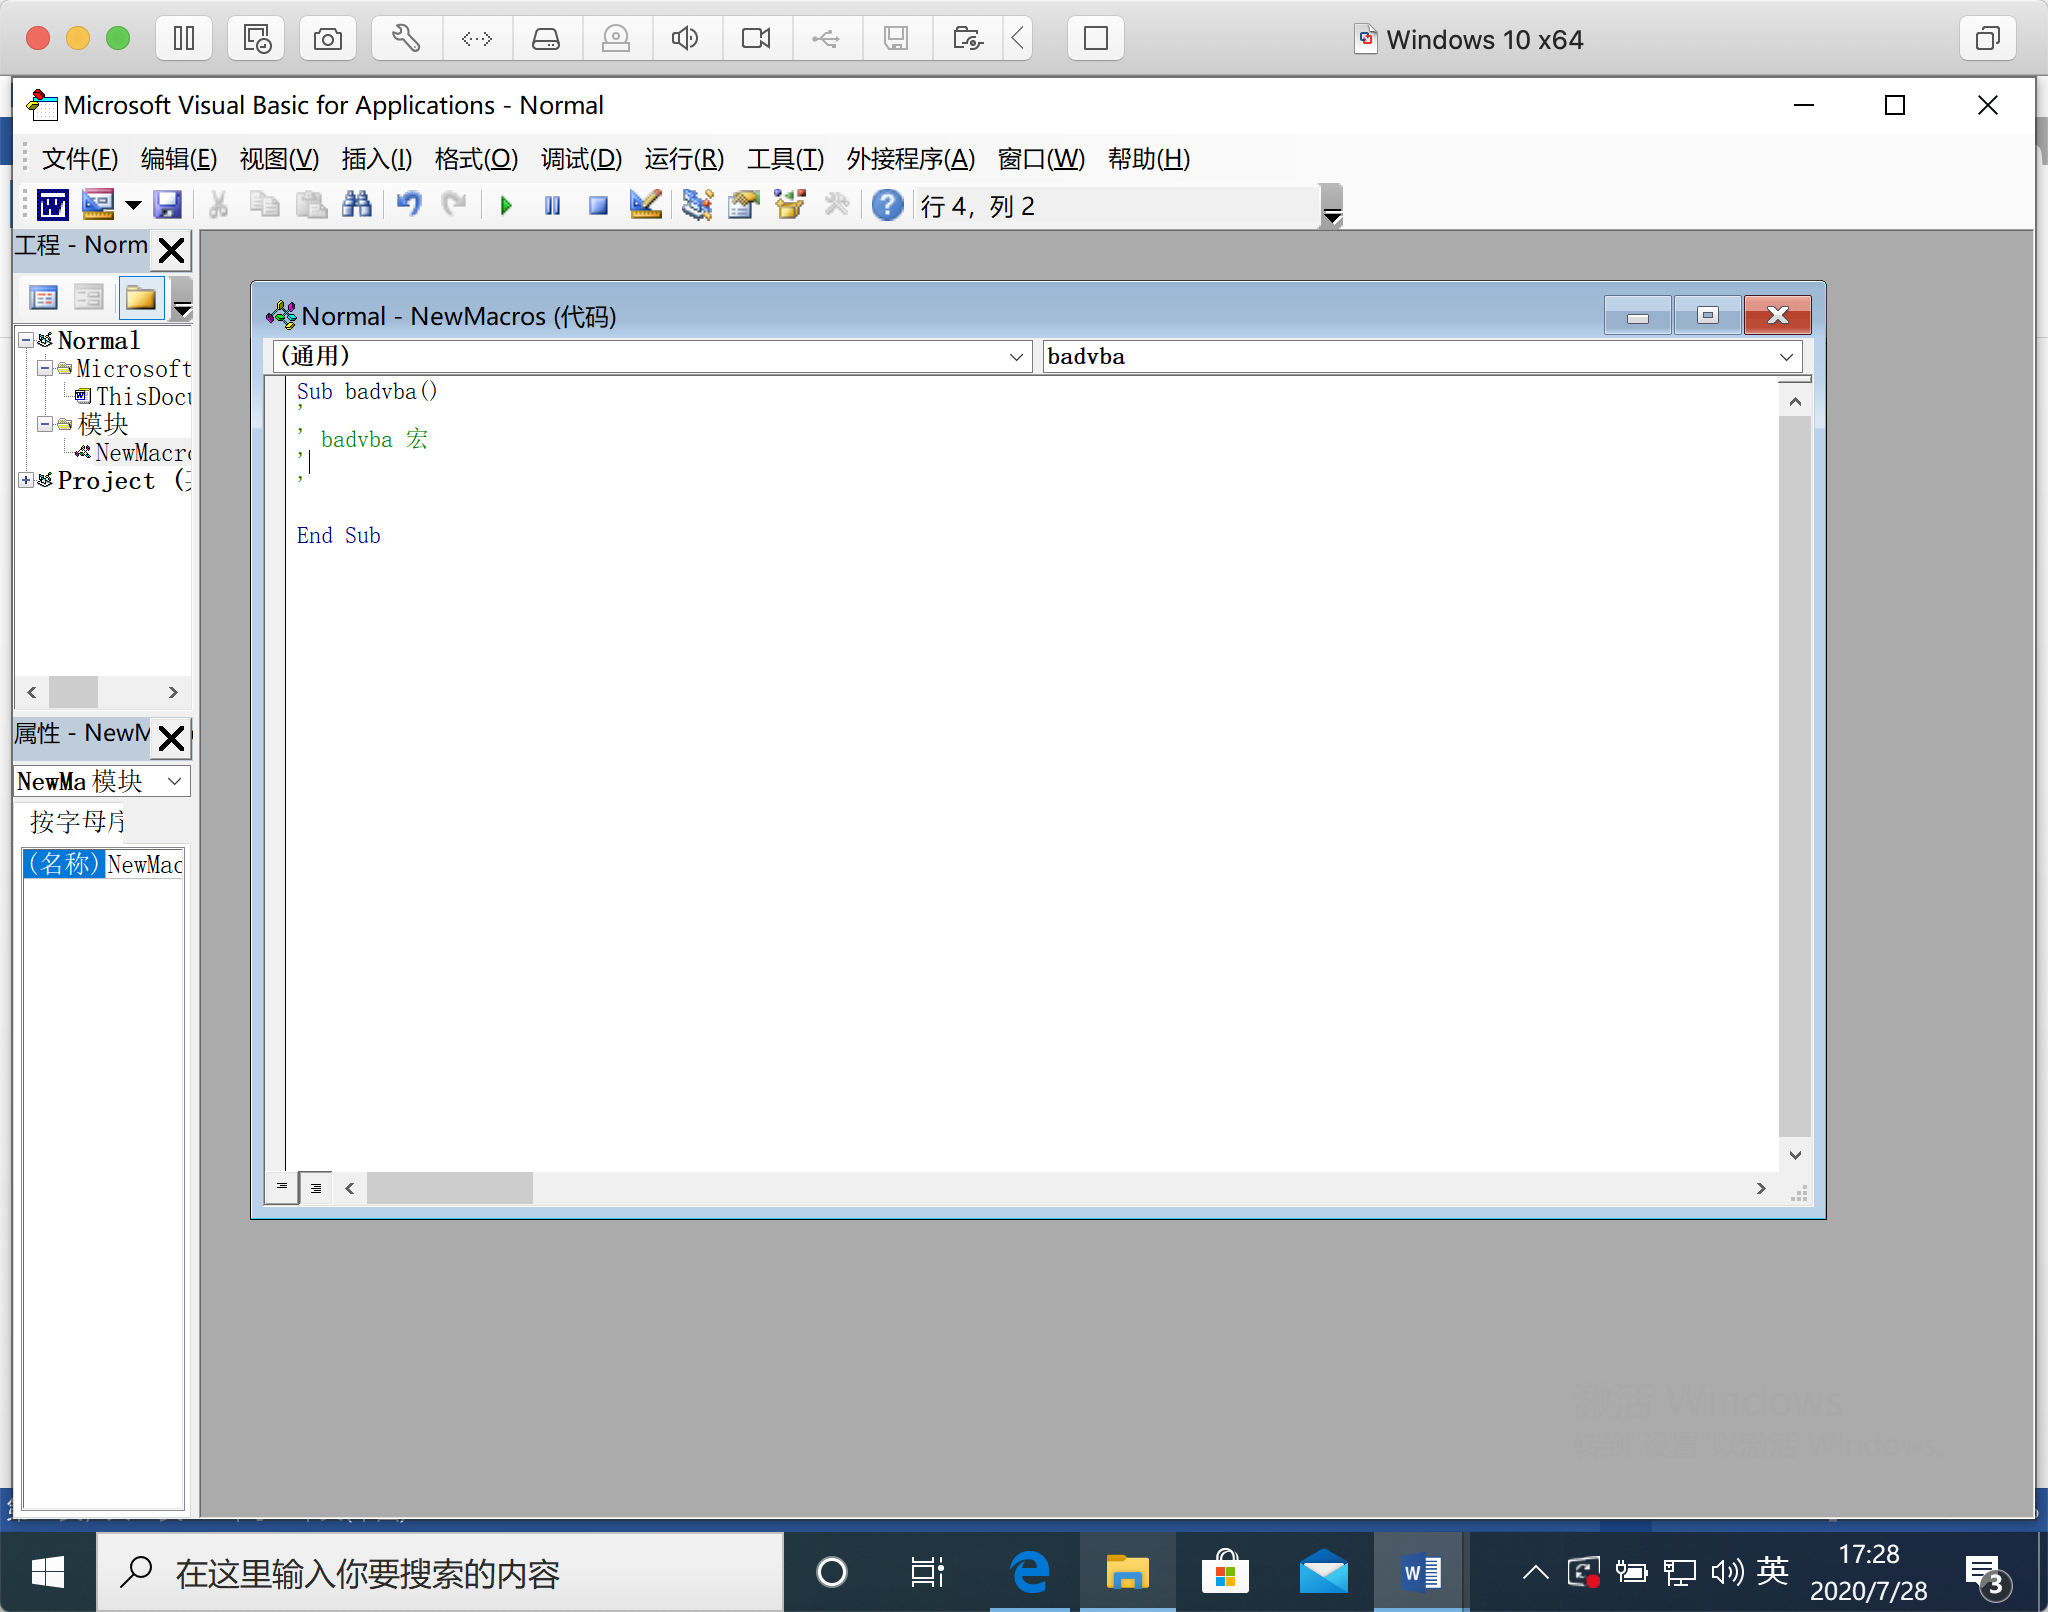 Windows 10 x64
Microsoft Visual Basic for Applications - Normal
文件(F) 编辑(E) 视图(V) 插入(I) 格式(O) 调试(D) 运行(R) 工具(T) 外接程序(A) 窗口(W) 帮助(H)
行 4，列 2
工程 - Norm
Normal
Microsoft
ThisDocu
模块
NewMacro
Project (
Normal - NewMacros (代码)
(通用)
badvba
Sub badvba()
'
' badvba 宏
'
'
End Sub
属性 - NewM
NewMa 模块
按字母序
(名称) NewMac
在这里输入你要搜索的内容
英
17:28
2020/7/28
3